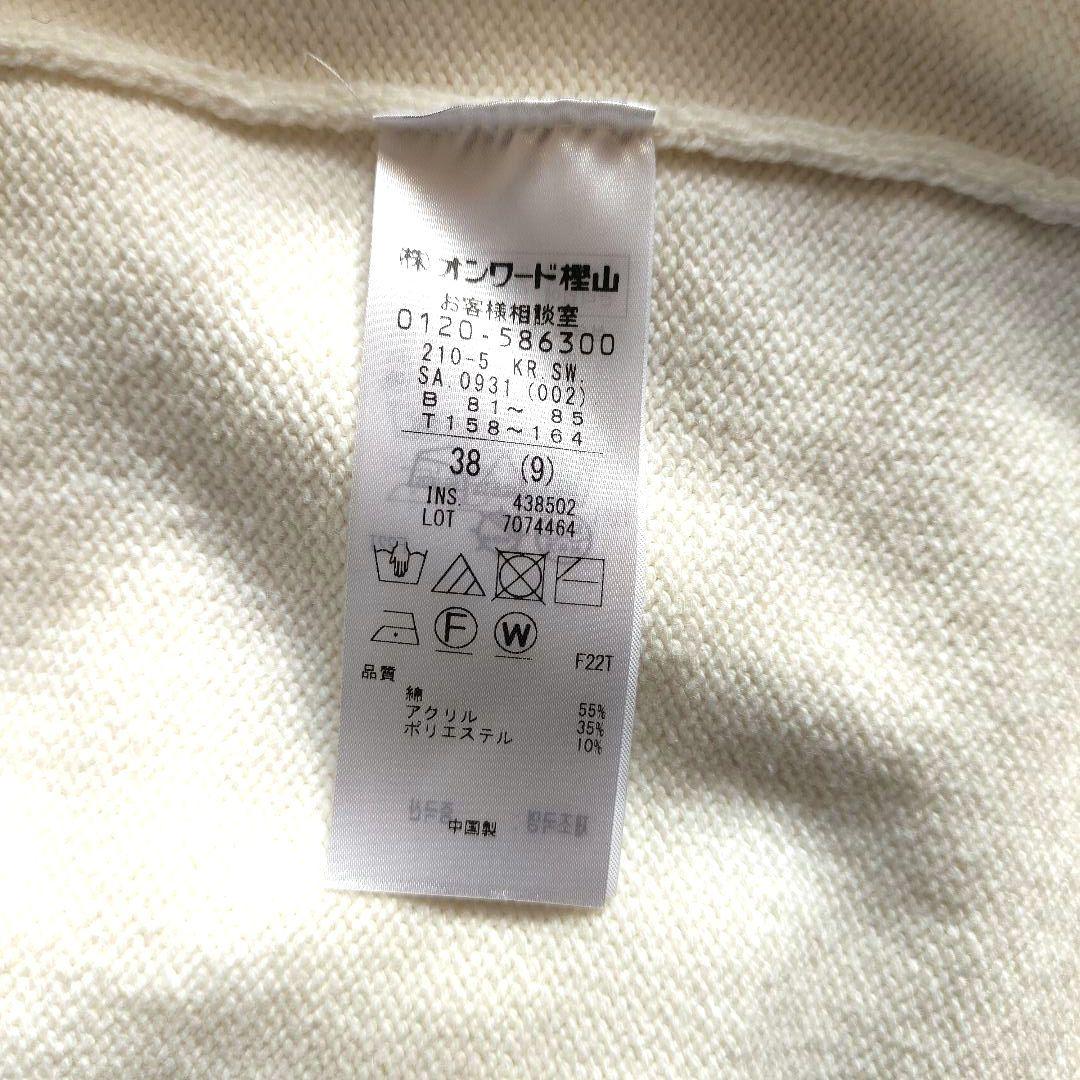 (株)オンワード樫山
お客様相談室
0120-586300
210-5 KR.SW.
SA.0931 (002)
B 81～ 85
T158～164
38 (9)
INS. 438502
LOT 7074464
F W
F22T
品質
綿 55%
アクリル 35%
ポリエステル 10%
中国製